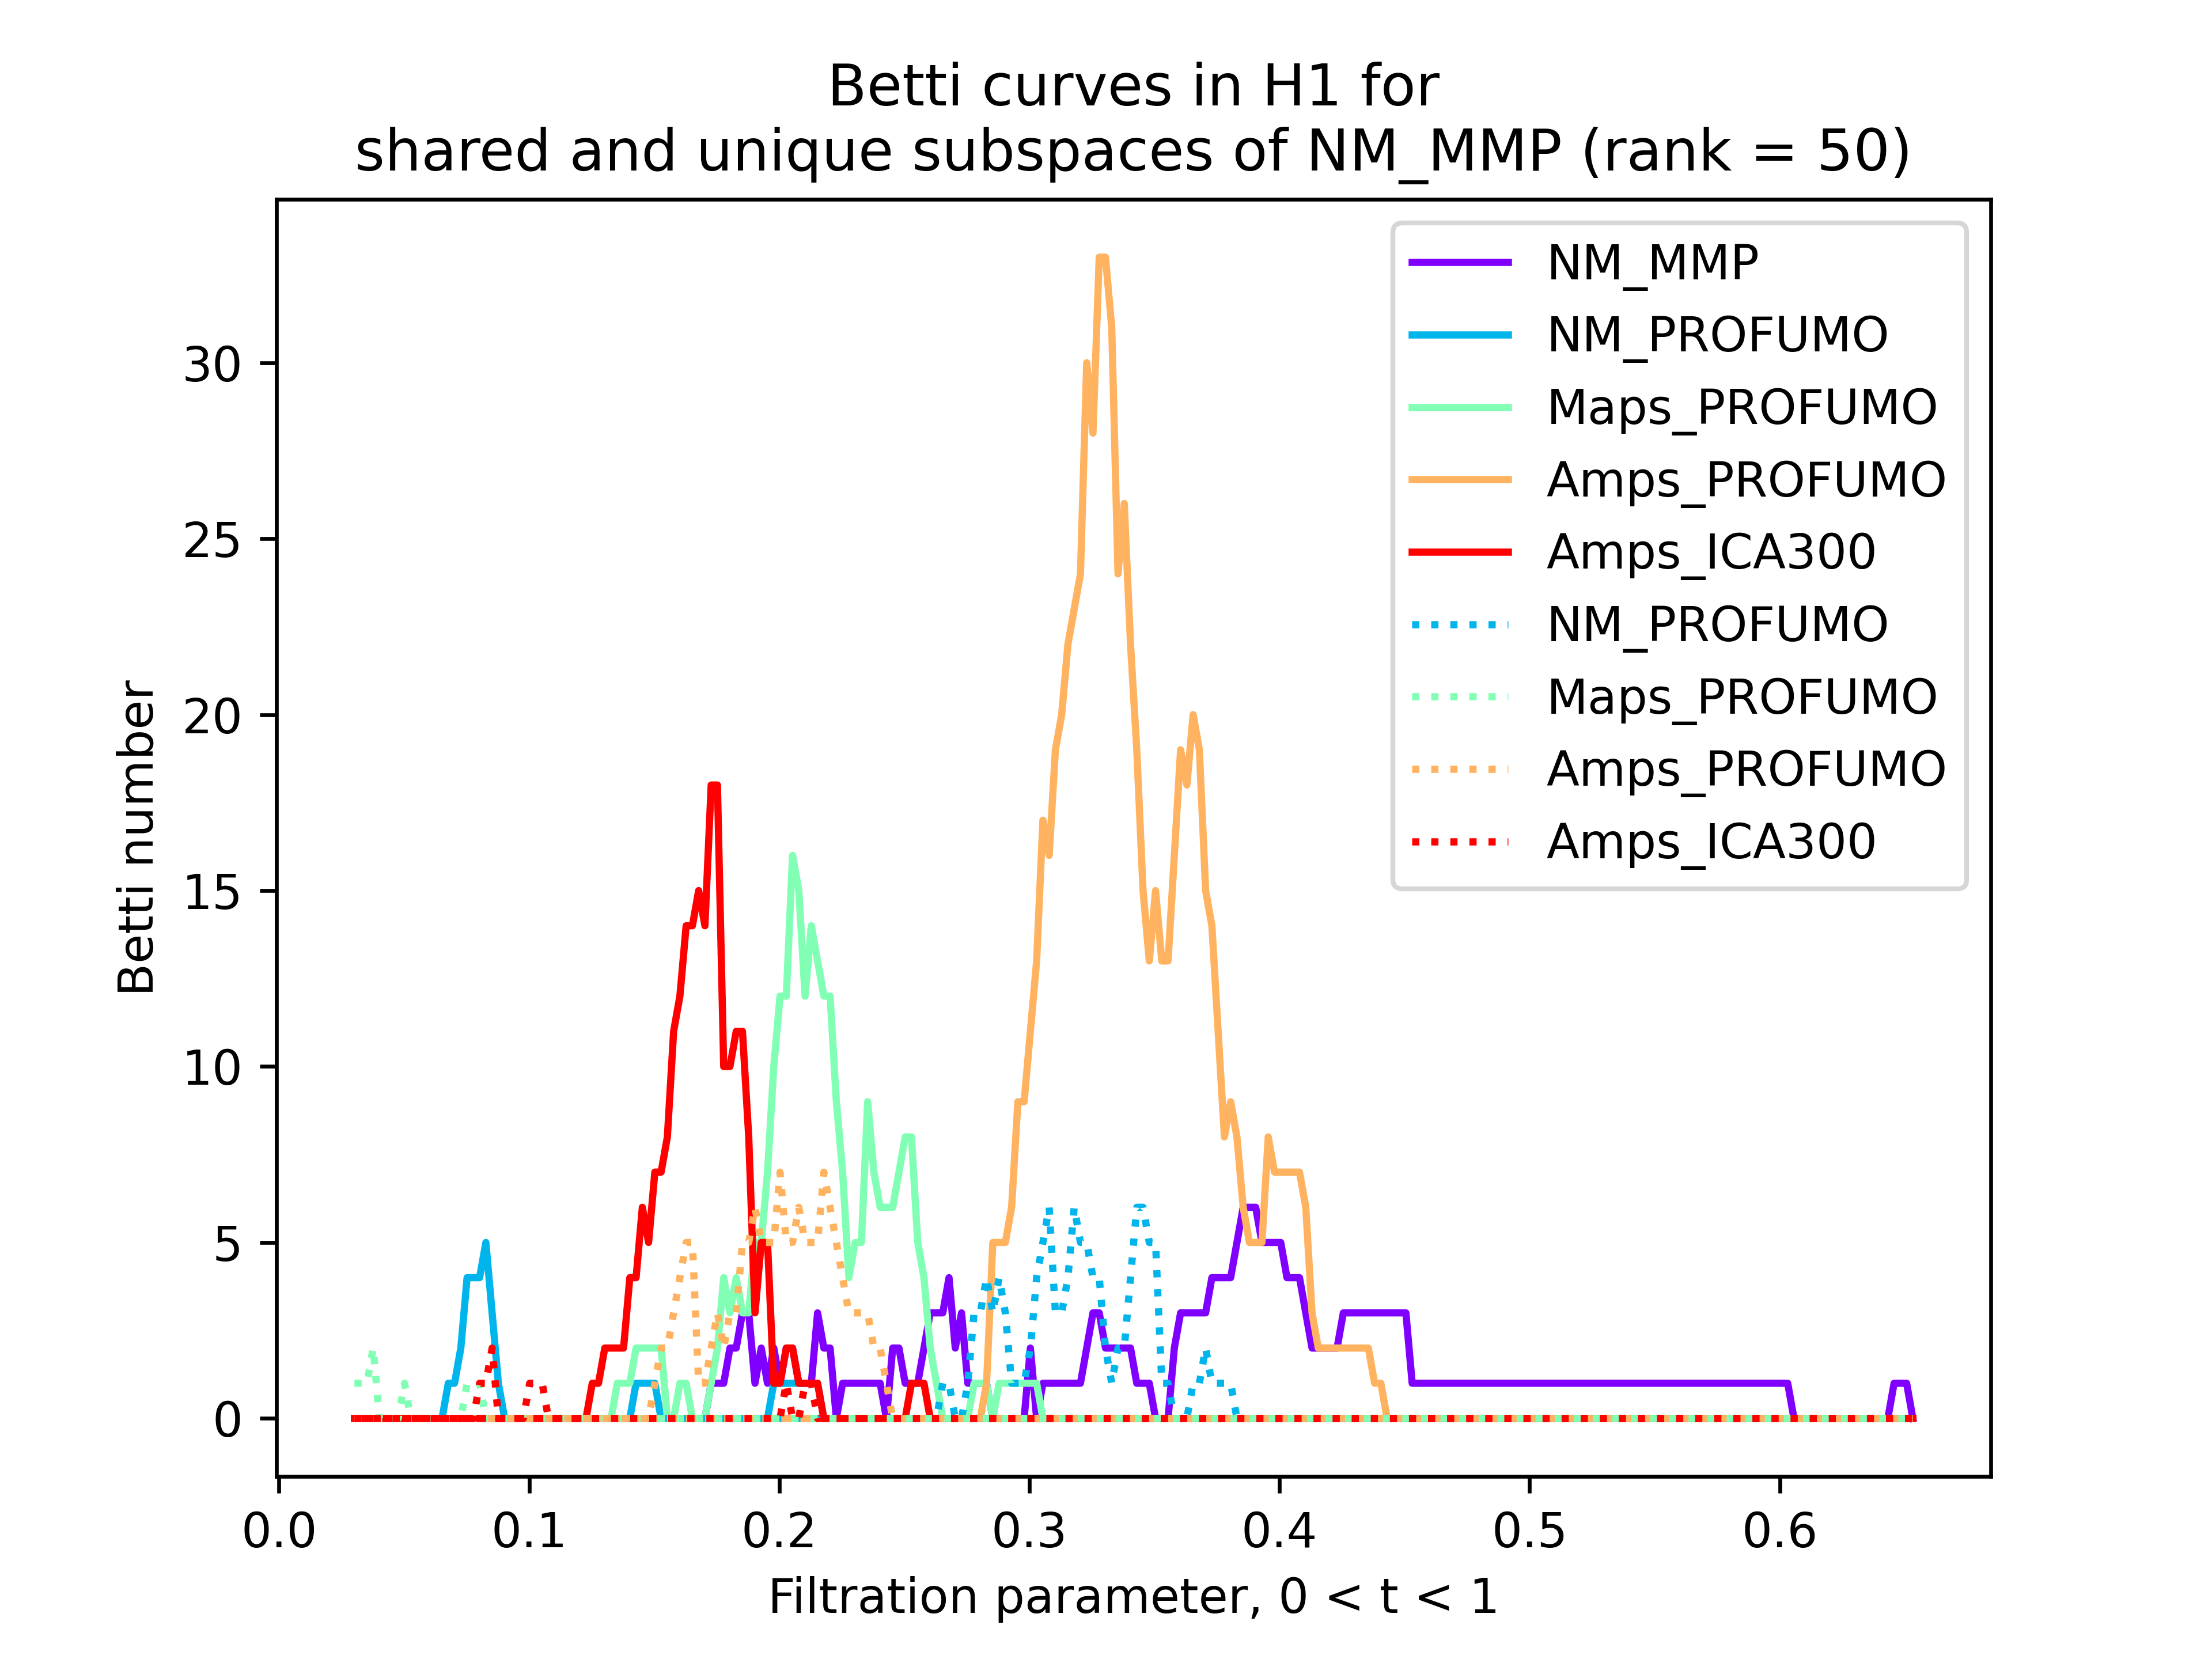 Betti curves in H1 for
shared and unique subspaces of NM_MMP (rank = 50)
NM_MMP
NM_PROFUMO
Maps_PROFUMO
Amps_PROFUMO
Amps_ICA300
NM_PROFUMO
Maps_PROFUMO
Amps_PROFUMO
Amps_ICA300
Betti number
30
25
20
15
10
5
0
0.0 0.1 0.2 0.3 0.4 0.5 0.6
Filtration parameter, 0 < t < 1